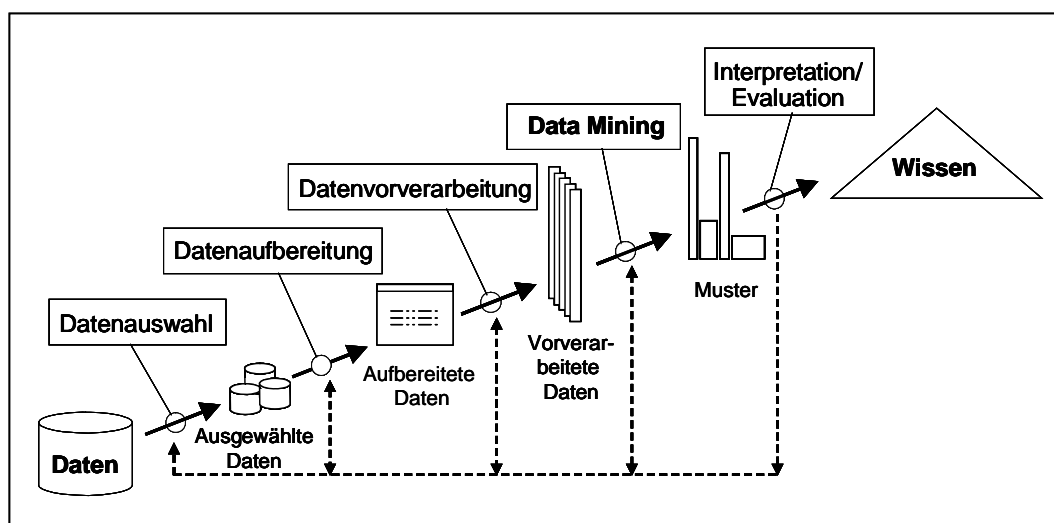 Interpretation/
Evaluation
Data Mining
Wissen
Datenvorverarbeitung
Datenaufbereitung
Muster
Datenauswahl
Vorverar-
beitete
Daten
Aufbereitete
Daten
Ausgewählte
Daten
Daten